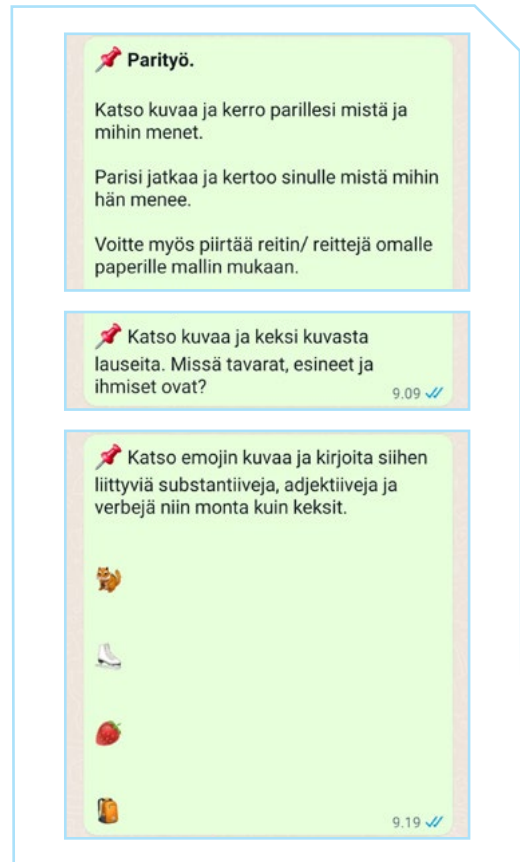 📌 Parityö.
Katso kuvaa ja kerro parillesi mistä ja
mihin menet.
Parisi jatkaa ja kertoo sinulle mistä mihin
hän menee.
Voitte myös piirtää reitin/ reittejä omalle
paperille mallin mukaan.
📌 Katso kuvaa ja keksi kuvasta
lauseita. Missä tavarat, esineet ja
ihmiset ovat?
9.09
📌 Katso emojin kuvaa ja kirjoita siihen
liittyviä substantiiveja, adjektiiveja ja
verbejä niin monta kuin keksit.
🐿️
⛸️
🍓
🎒
9.19